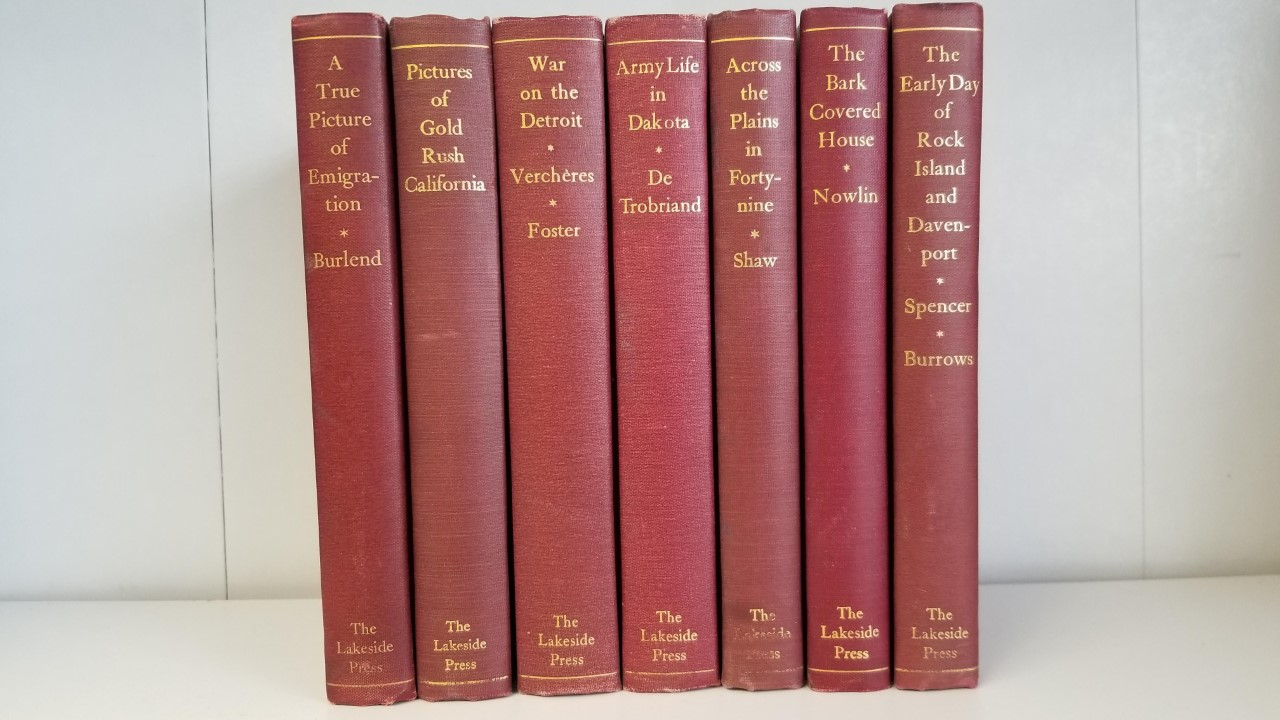 A
True
Picture
of
Emigra-
tion
*
Burlend
The
Lakeside
Press
Pictures
of
Gold
Rush
California
The
Lakeside
Press
War
on the
Detroit
*
Verchères
*
Foster
The
Lakeside
Press
Army Life
in
Dakota
*
De
Trobriand
The
Lakeside
Press
Across
the
Plains
in
Forty-
nine
*
Shaw
The
Lakeside
Press
The
Bark
Covered
House
*
Nowlin
The
Lakeside
Press
The
Early Day
of
Rock
Island
and
Daven-
port
*
Spencer
*
Burrows
The
Lakeside
Press